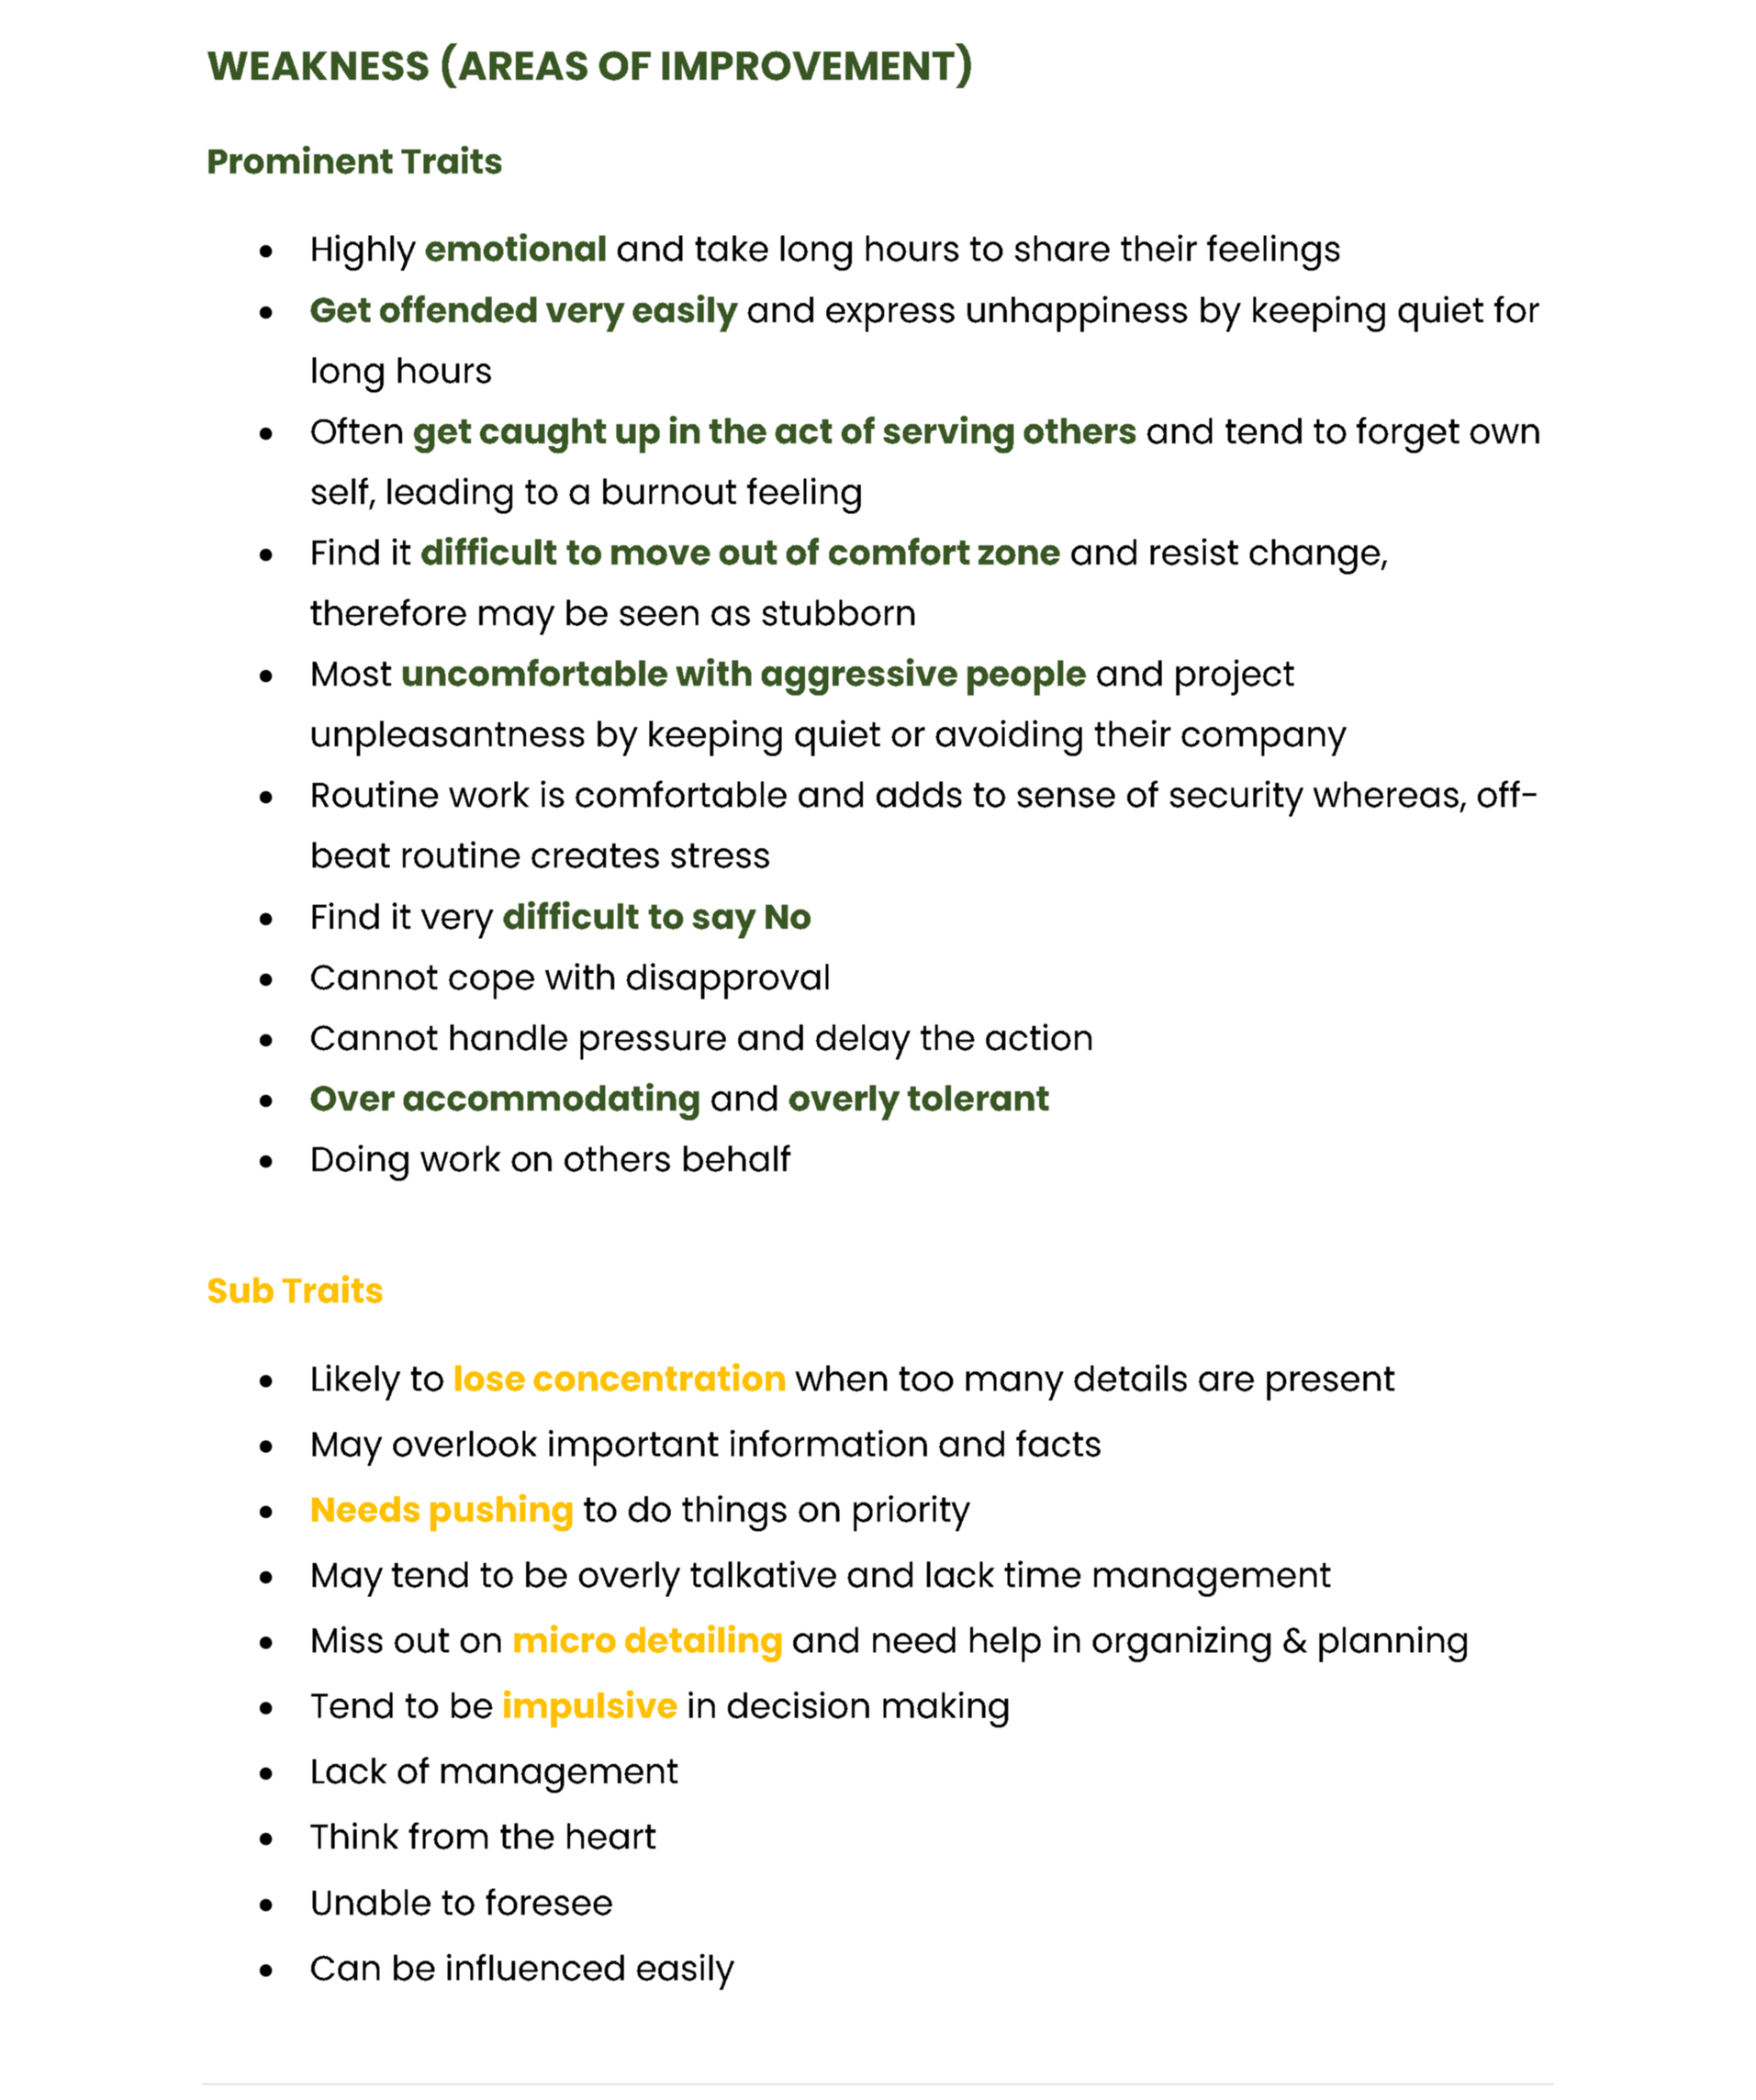 WEAKNESS (AREAS OF IMPROVEMENT)
Prominent Traits
• Highly emotional and take long hours to share their feelings
• Get offended very easily and express unhappiness by keeping quiet for
long hours
• Often get caught up in the act of serving others and tend to forget own
self, leading to a burnout feeling
• Find it difficult to move out of comfort zone and resist change,
therefore may be seen as stubborn
• Most uncomfortable with aggressive people and project
unpleasantness by keeping quiet or avoiding their company
• Routine work is comfortable and adds to sense of security whereas, off-
beat routine creates stress
• Find it very difficult to say No
• Cannot cope with disapproval
• Cannot handle pressure and delay the action
• Over accommodating and overly tolerant
• Doing work on others behalf
Sub Traits
• Likely to lose concentration when too many details are present
• May overlook important information and facts
• Needs pushing to do things on priority
• May tend to be overly talkative and lack time management
• Miss out on micro detailing and need help in organizing & planning
• Tend to be impulsive in decision making
• Lack of management
• Think from the heart
• Unable to foresee
• Can be influenced easily